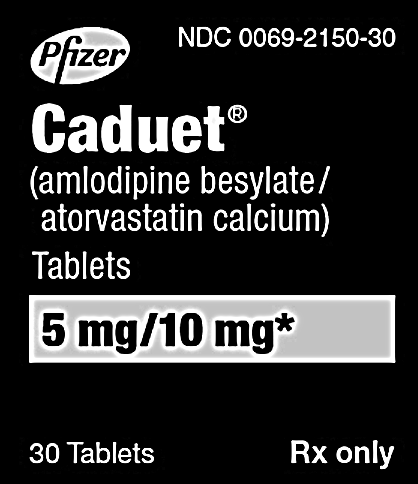 Pfizer
NDC 0069-2150-30
Caduet®
(amlodipine besylate/
atorvastatin calcium)
Tablets
5 mg/10 mg*
30 Tablets
Rx only